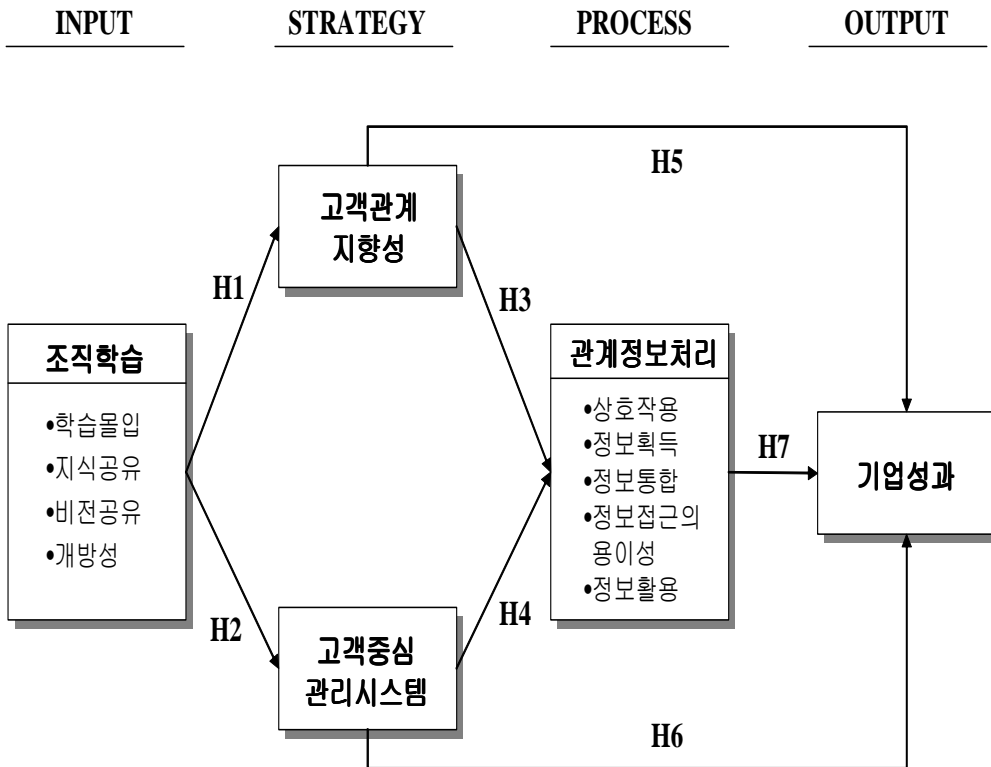 INPUT
STRATEGY
PROCESS
OUTPUT
H5
고객관계
지향성
H1
H3
조직학습
•학습몰입
•지식공유
•비전공유
•개방성
관계정보처리
•상호작용
•정보획득
•정보통합
•정보접근의
용이성
•정보활용
H7
기업성과
H2
H4
고객중심
관리시스템
H6